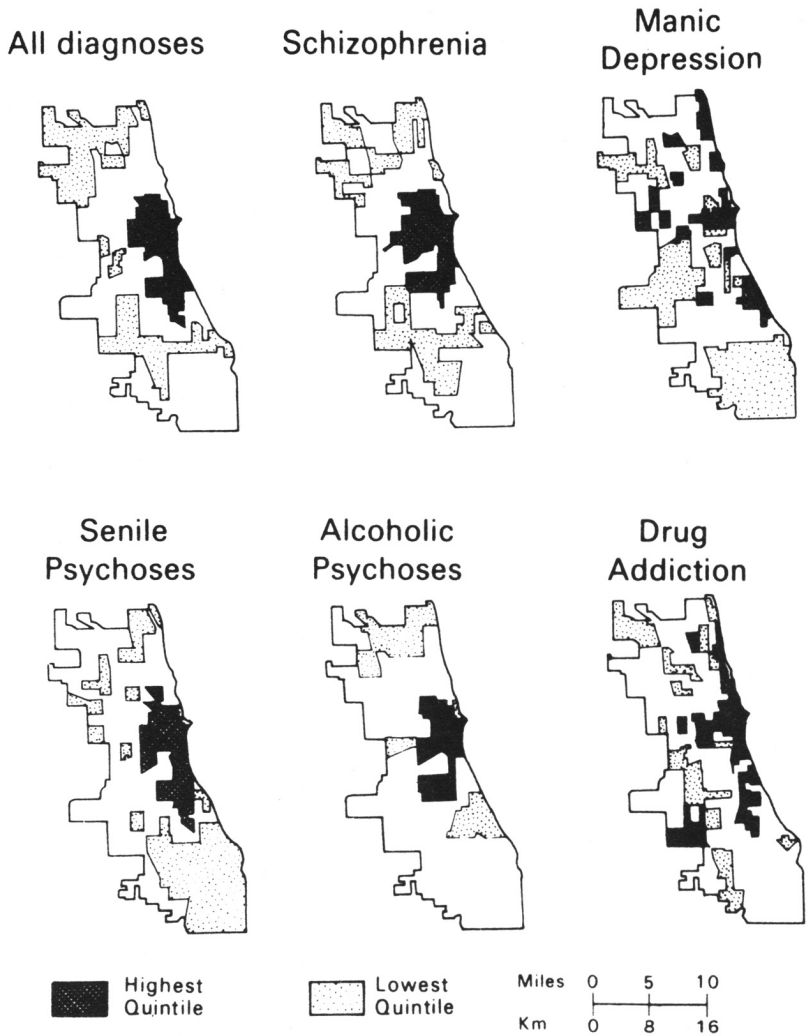 All diagnoses
Schizophrenia
Manic
Depression
Senile
Psychoses
Alcoholic
Psychoses
Drug
Addiction
Highest
Quintile
Lowest
Quintile
Miles 0 5 10
Km 0 8 16